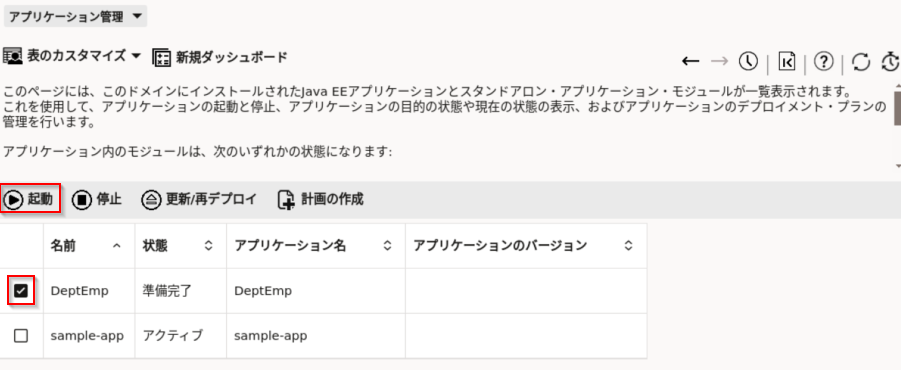 アプリケーション管理
表のカスタマイズ 新規ダッシュボード
このページには、このドメインにインストールされたJava EEアプリケーションとスタンドアロン・アプリケーション・モジュールが一覧表示されます。
これを使用して、アプリケーションの起動と停止、アプリケーションの目的の状態や現在の状態の表示、およびアプリケーションのデプロイメント・プランの
管理を行います。
アプリケーション内のモジュールは、次のいずれかの状態になります:
起動 停止 更新/再デプロイ 計画の作成
名前 状態 アプリケーション名 アプリケーションのバージョン
DeptEmp 準備完了 DeptEmp
sample-app アクティブ sample-app